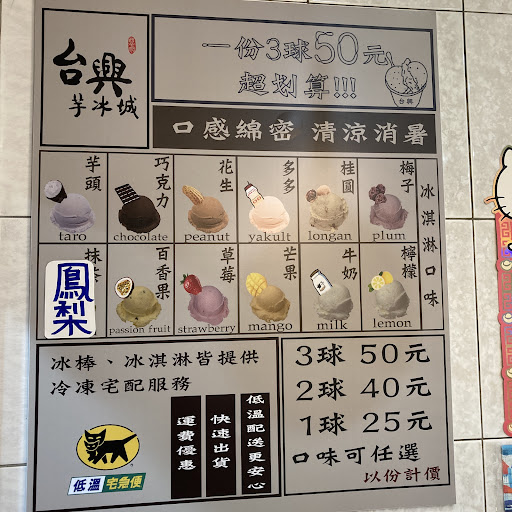 台興
芋冰城
一份3球50元
超划算!!!
台興
口感綿密 清涼消暑
冰淇淋口味
芋頭
taro
巧克力
chocolate
花生
peanut
多多
yakult
桂圓
longan
梅子
plum
鳳梨
百香果
passion fruit
草莓
strawberry
芒果
mango
牛奶
milk
檸檬
lemon
冰棒、冰淇淋皆提供
冷凍宅配服務
運費優惠
快速出貨
低溫配送更安心
低溫 宅急便
3球 50元
2球 40元
1球 25元
口味可任選
以份計價